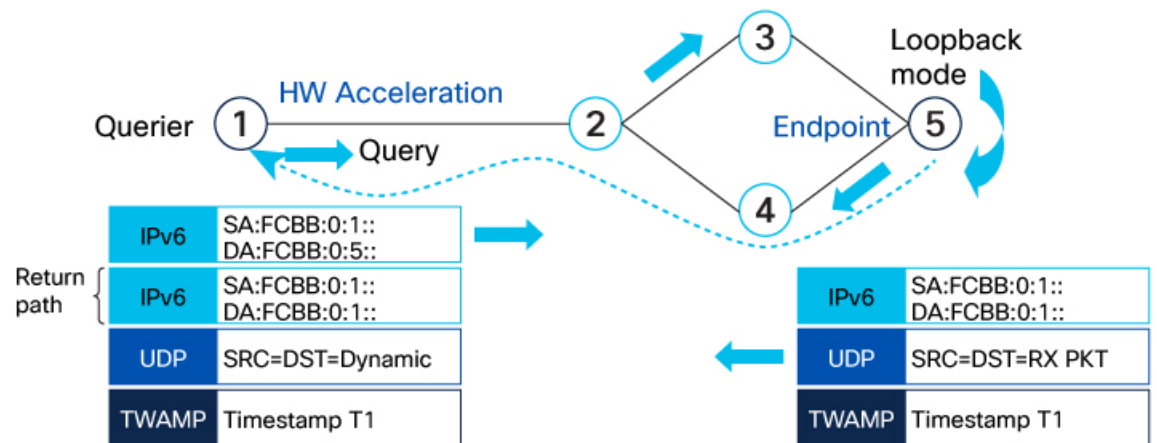 3
Loopback
mode
HW Acceleration
Querier 1 2 Endpoint 5
Query
4
IPv6 SA:FCBB:0:1::
DA:FCBB:0:5::
Return
path
IPv6 SA:FCBB:0:1::
DA:FCBB:0:1::
UDP SRC=DST=Dynamic
TWAMP Timestamp T1
IPv6 SA:FCBB:0:1::
DA:FCBB:0:1::
UDP SRC=DST=RX PKT
TWAMP Timestamp T1